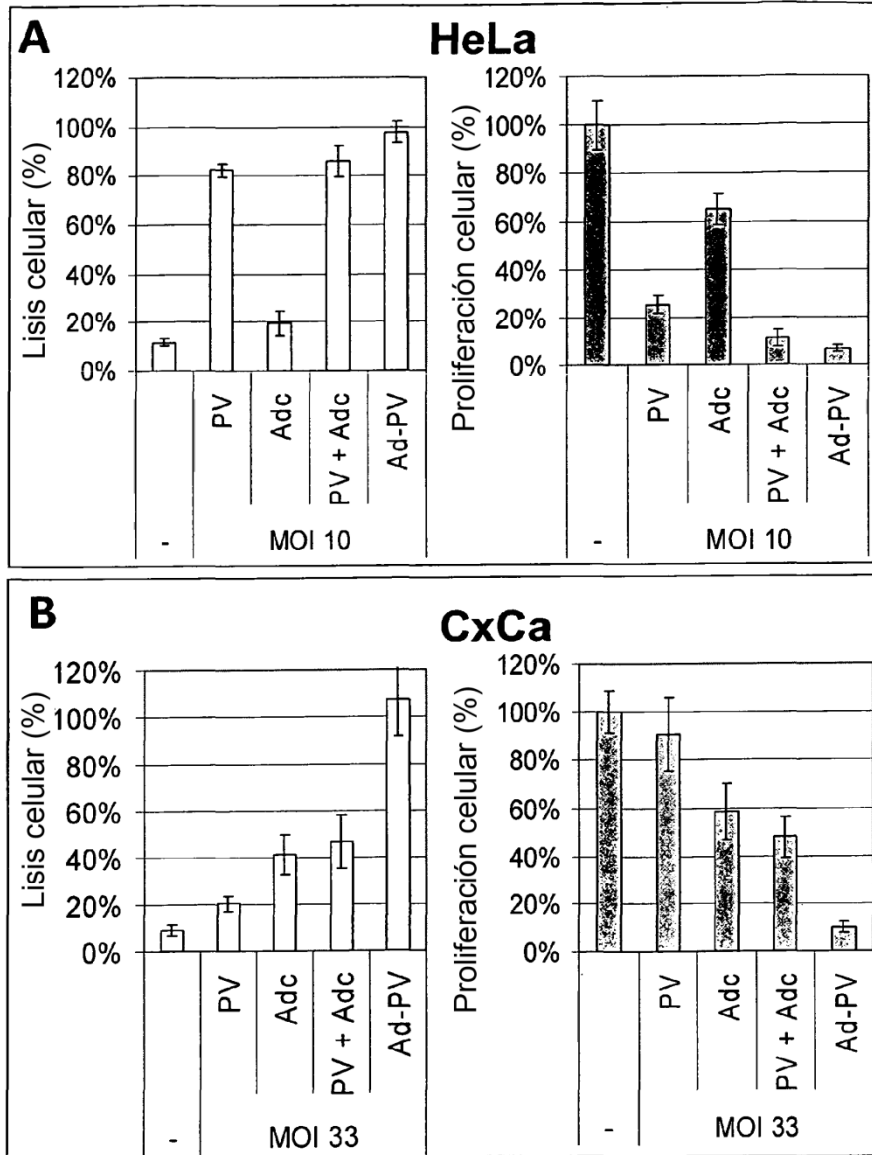 A
HeLa
Lisis celular (%)
120%
100%
80%
60%
40%
20%
0%
-
PV
Adc
PV + Adc
Ad-PV
MOI 10
Proliferación celular (%)
120%
100%
80%
60%
40%
20%
0%
-
PV
Adc
PV + Adc
Ad-PV
MOI 10
B
CxCa
Lisis celular (%)
120%
100%
80%
60%
40%
20%
0%
-
PV
Adc
PV + Adc
Ad-PV
MOI 33
Proliferación celular (%)
120%
100%
80%
60%
40%
20%
0%
-
PV
Adc
PV + Adc
Ad-PV
MOI 33